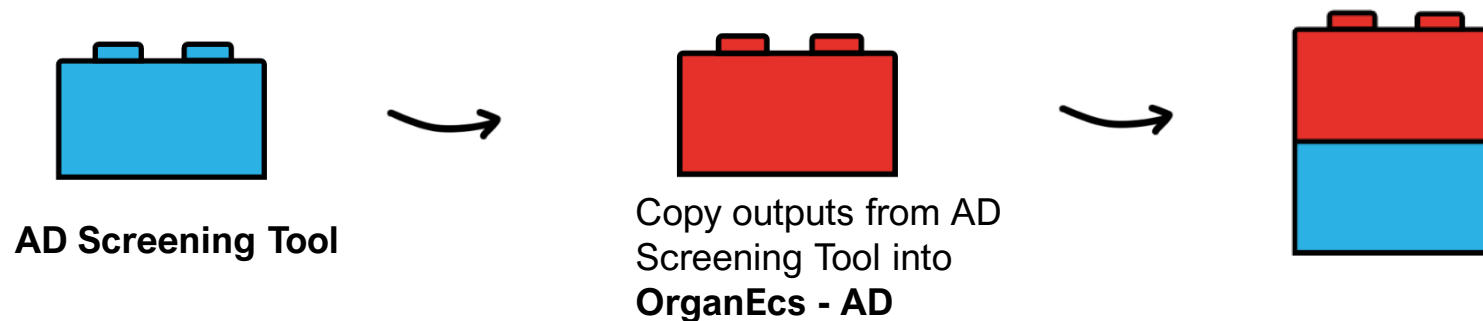 AD Screening Tool
Copy outputs from AD
Screening Tool into
OrganEcs - AD